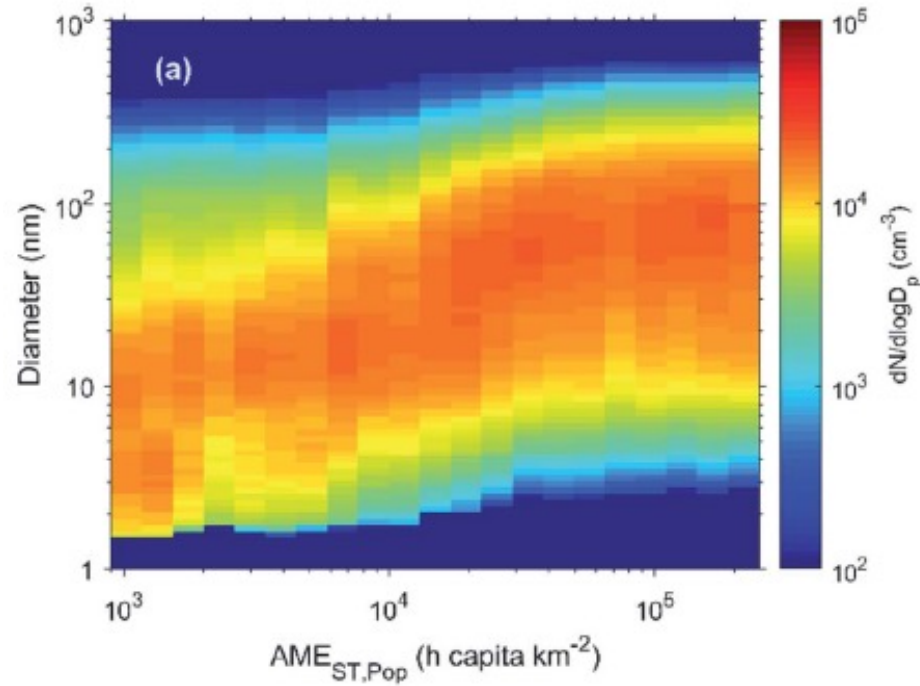 (a)
Diameter (nm)
10³
10²
10
1
10³
10⁴
10⁵
AME_ST,Pop (h capita km⁻²)
10⁵
10⁴
10³
10²
dN/dlogD_p (cm⁻³)